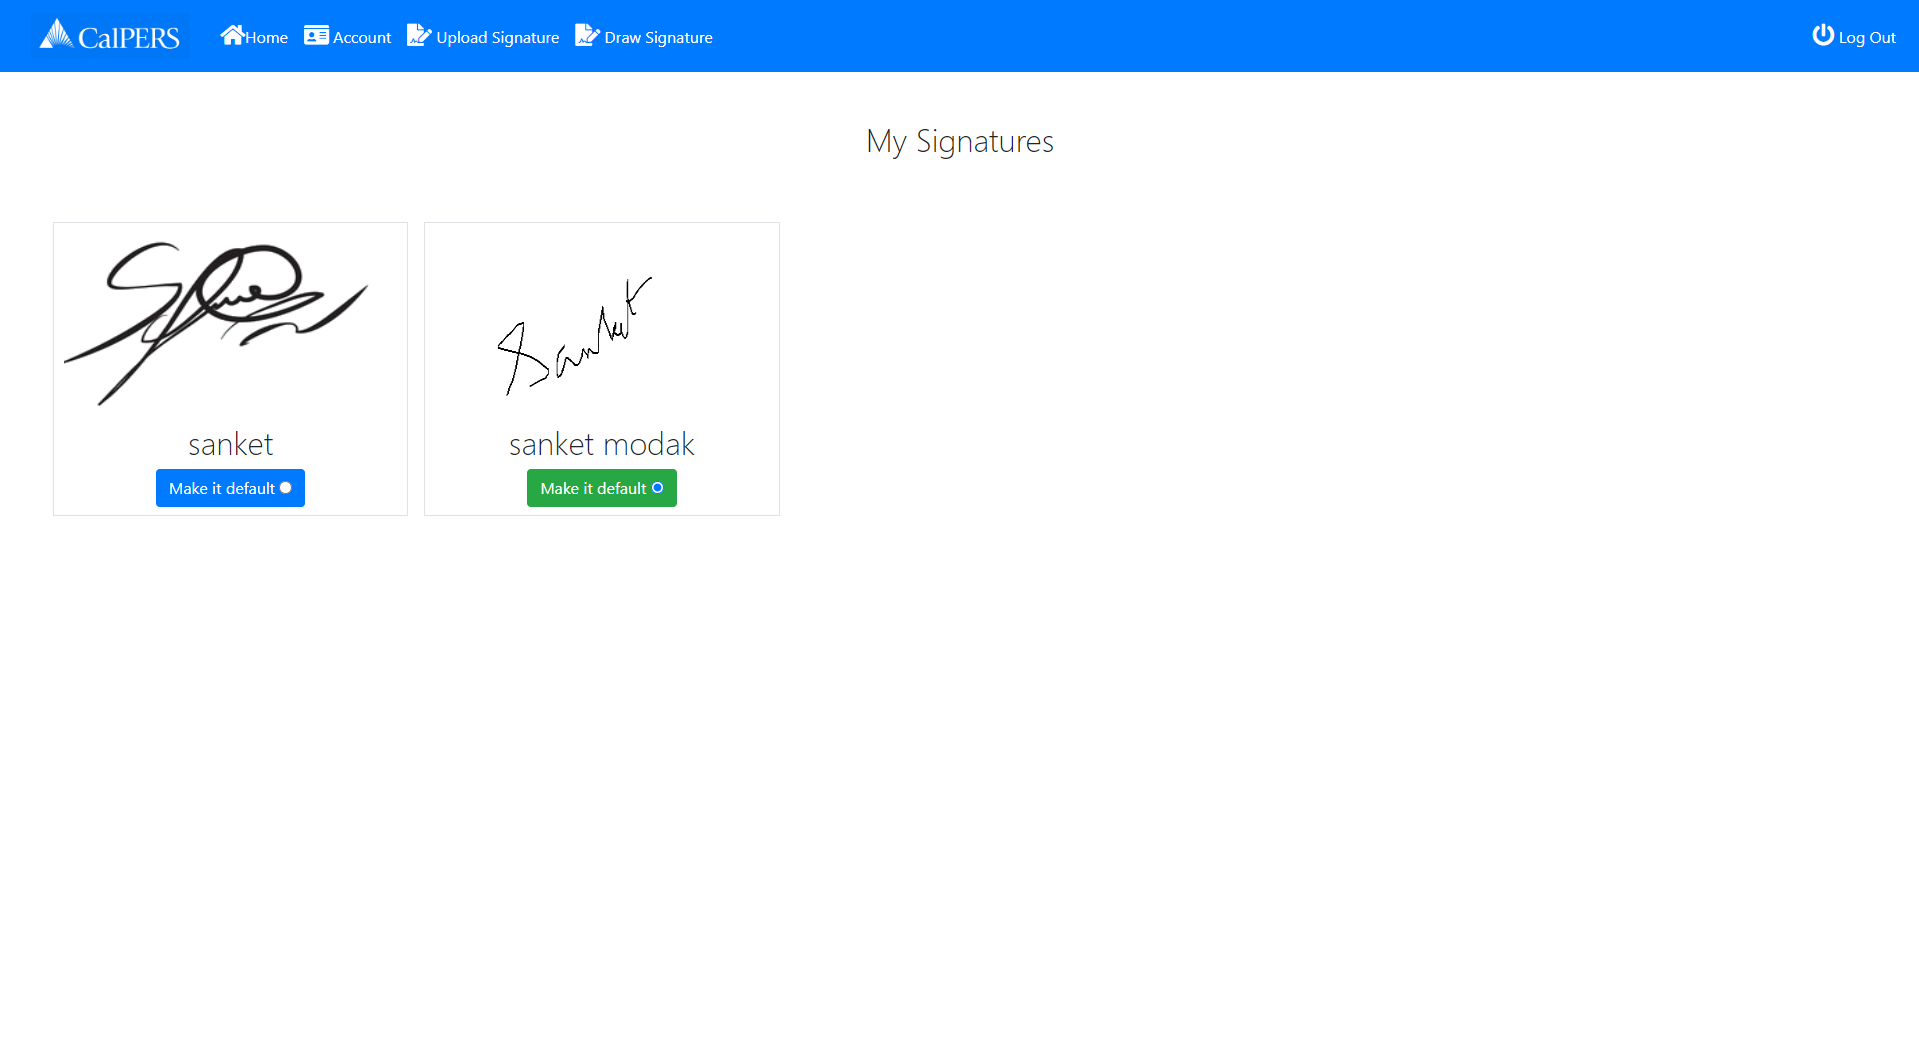 CalPERS Home Account Upload Signature Draw Signature Log Out
My Signatures
Sanket
sanket sanket modak
Make it default Make it default